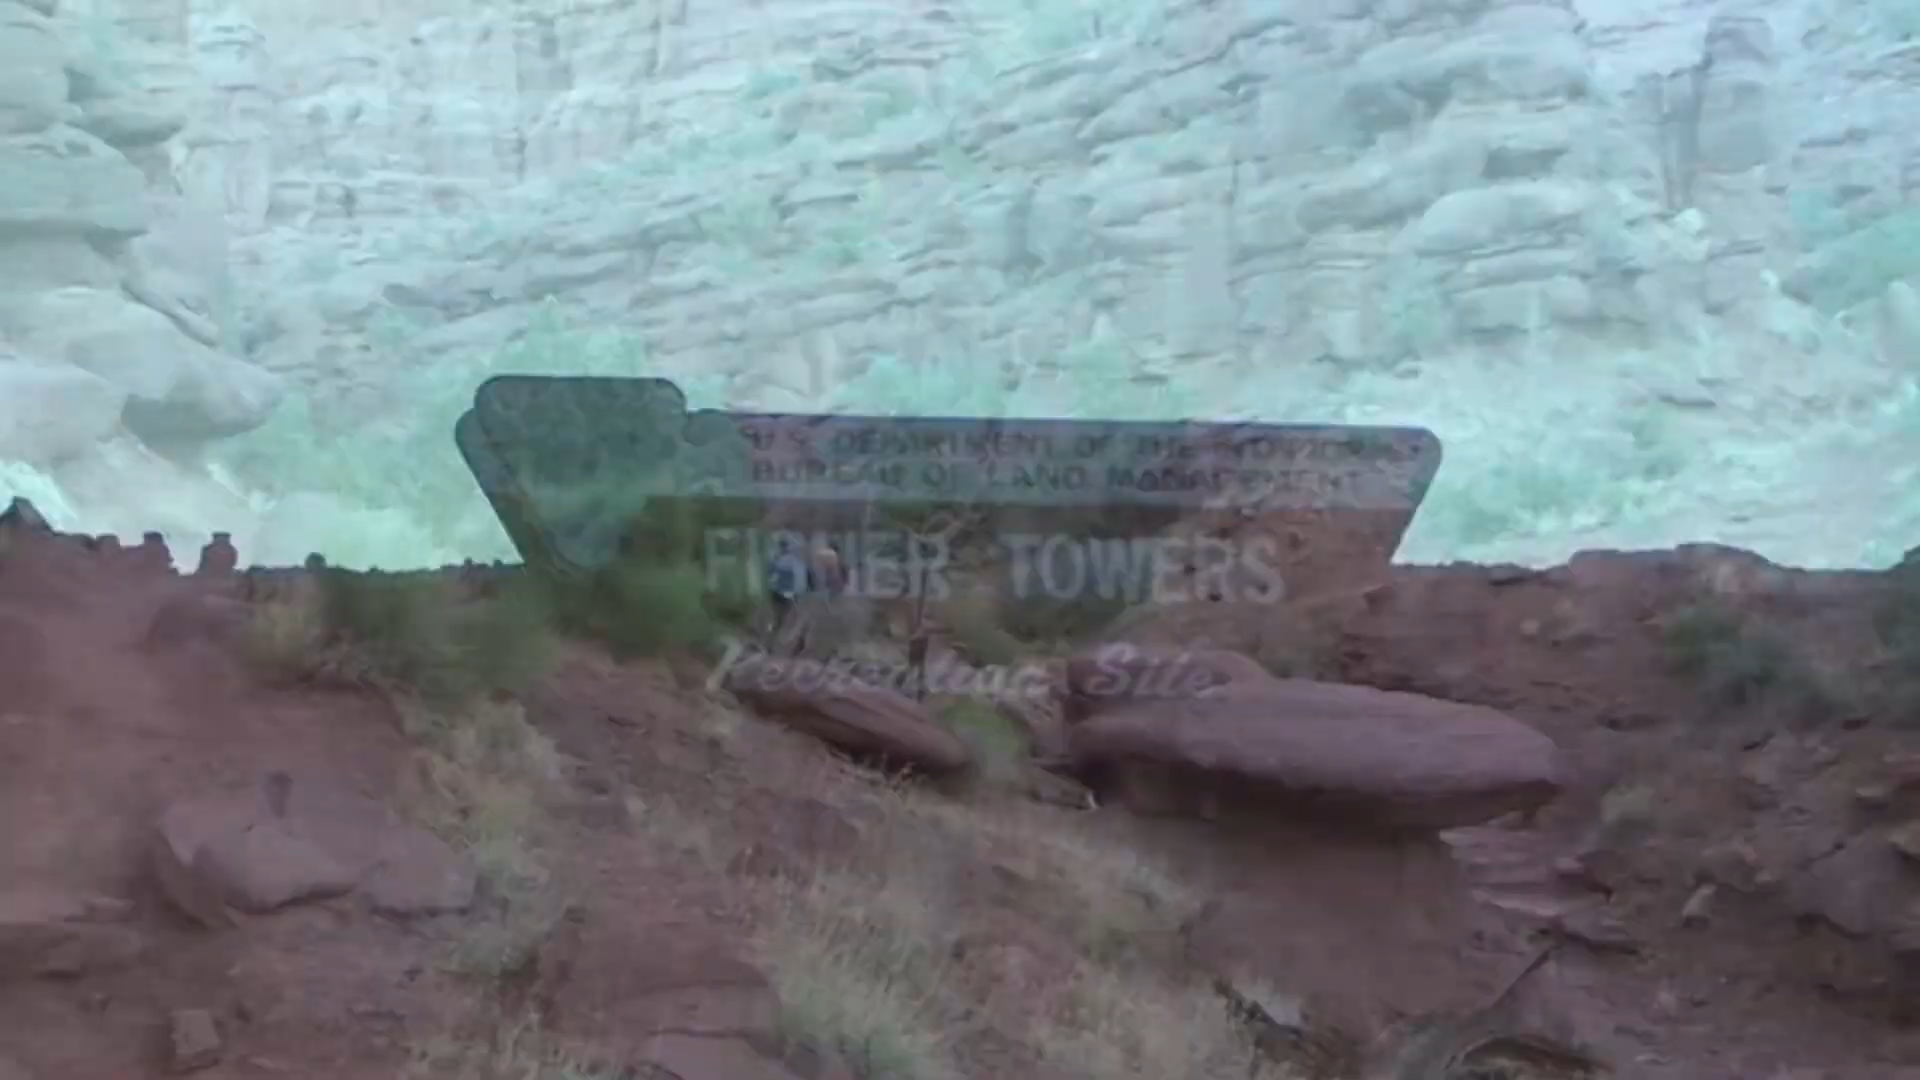 U.S. DEPARTMENT OF THE INTERIOR
BUREAU OF LAND MANAGEMENT
FISHER TOWERS
Recreation Site